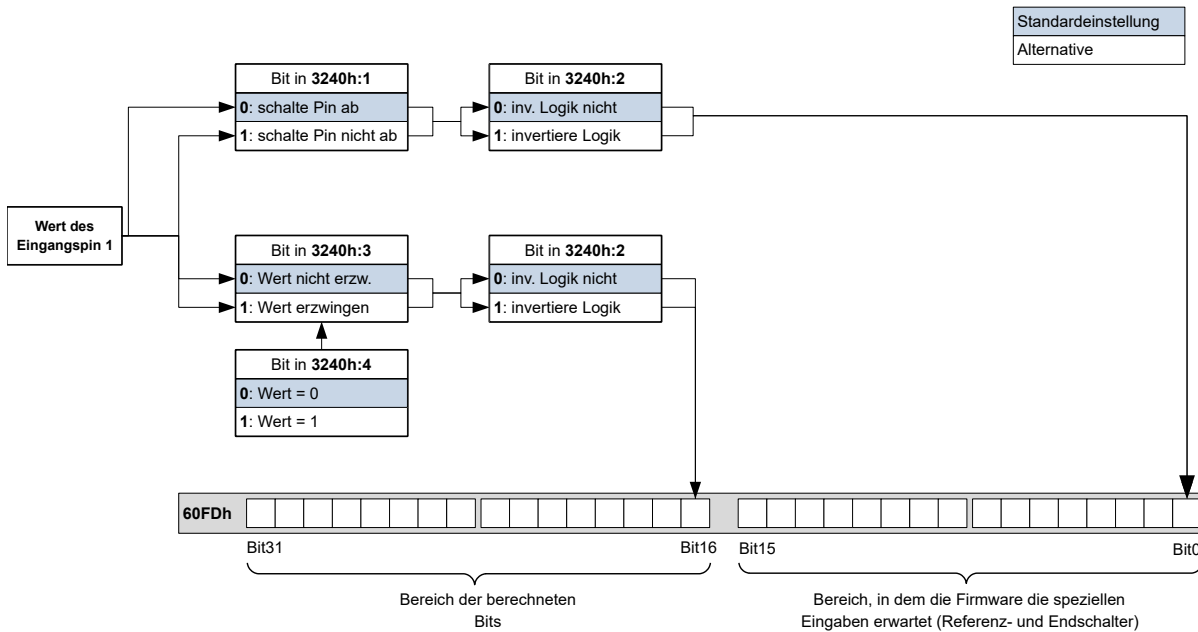 Standardeinstellung
Alternative
Bit in 3240h:1
0: schalte Pin ab
1: schalte Pin nicht ab
Bit in 3240h:2
0: inv. Logik nicht
1: invertiere Logik
Wert des
Eingangspin 1
Bit in 3240h:3
0: Wert nicht erzw.
1: Wert erzwingen
Bit in 3240h:2
0: inv. Logik nicht
1: invertiere Logik
Bit in 3240h:4
0: Wert = 0
1: Wert = 1
60FDh
Bit31
Bit16
Bit15
Bit0
Bereich der berechneten
Bits
Bereich, in dem die Firmware die speziellen
Eingaben erwartet (Referenz- und Endschalter)